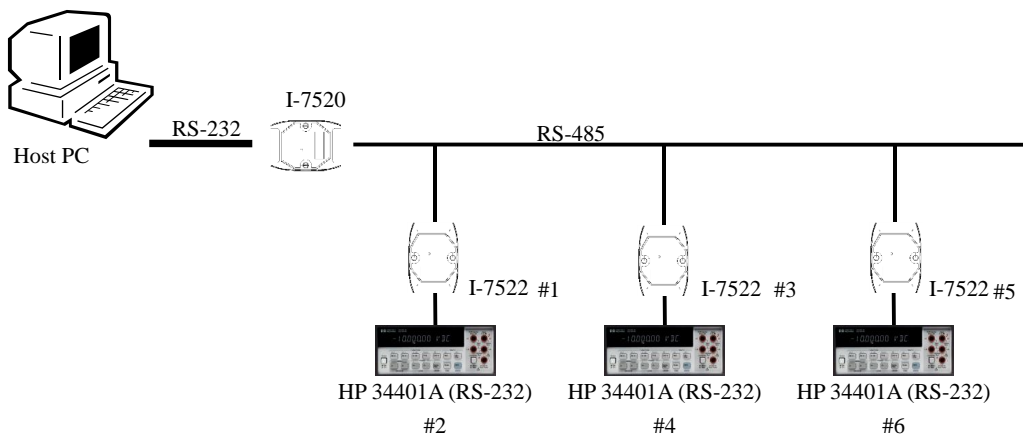 I-7520
RS-232
RS-485
Host PC
I-7522 #1
I-7522 #3
I-7522 #5
HP 34401A (RS-232)
HP 34401A (RS-232)
HP 34401A (RS-232)
#2
#4
#6